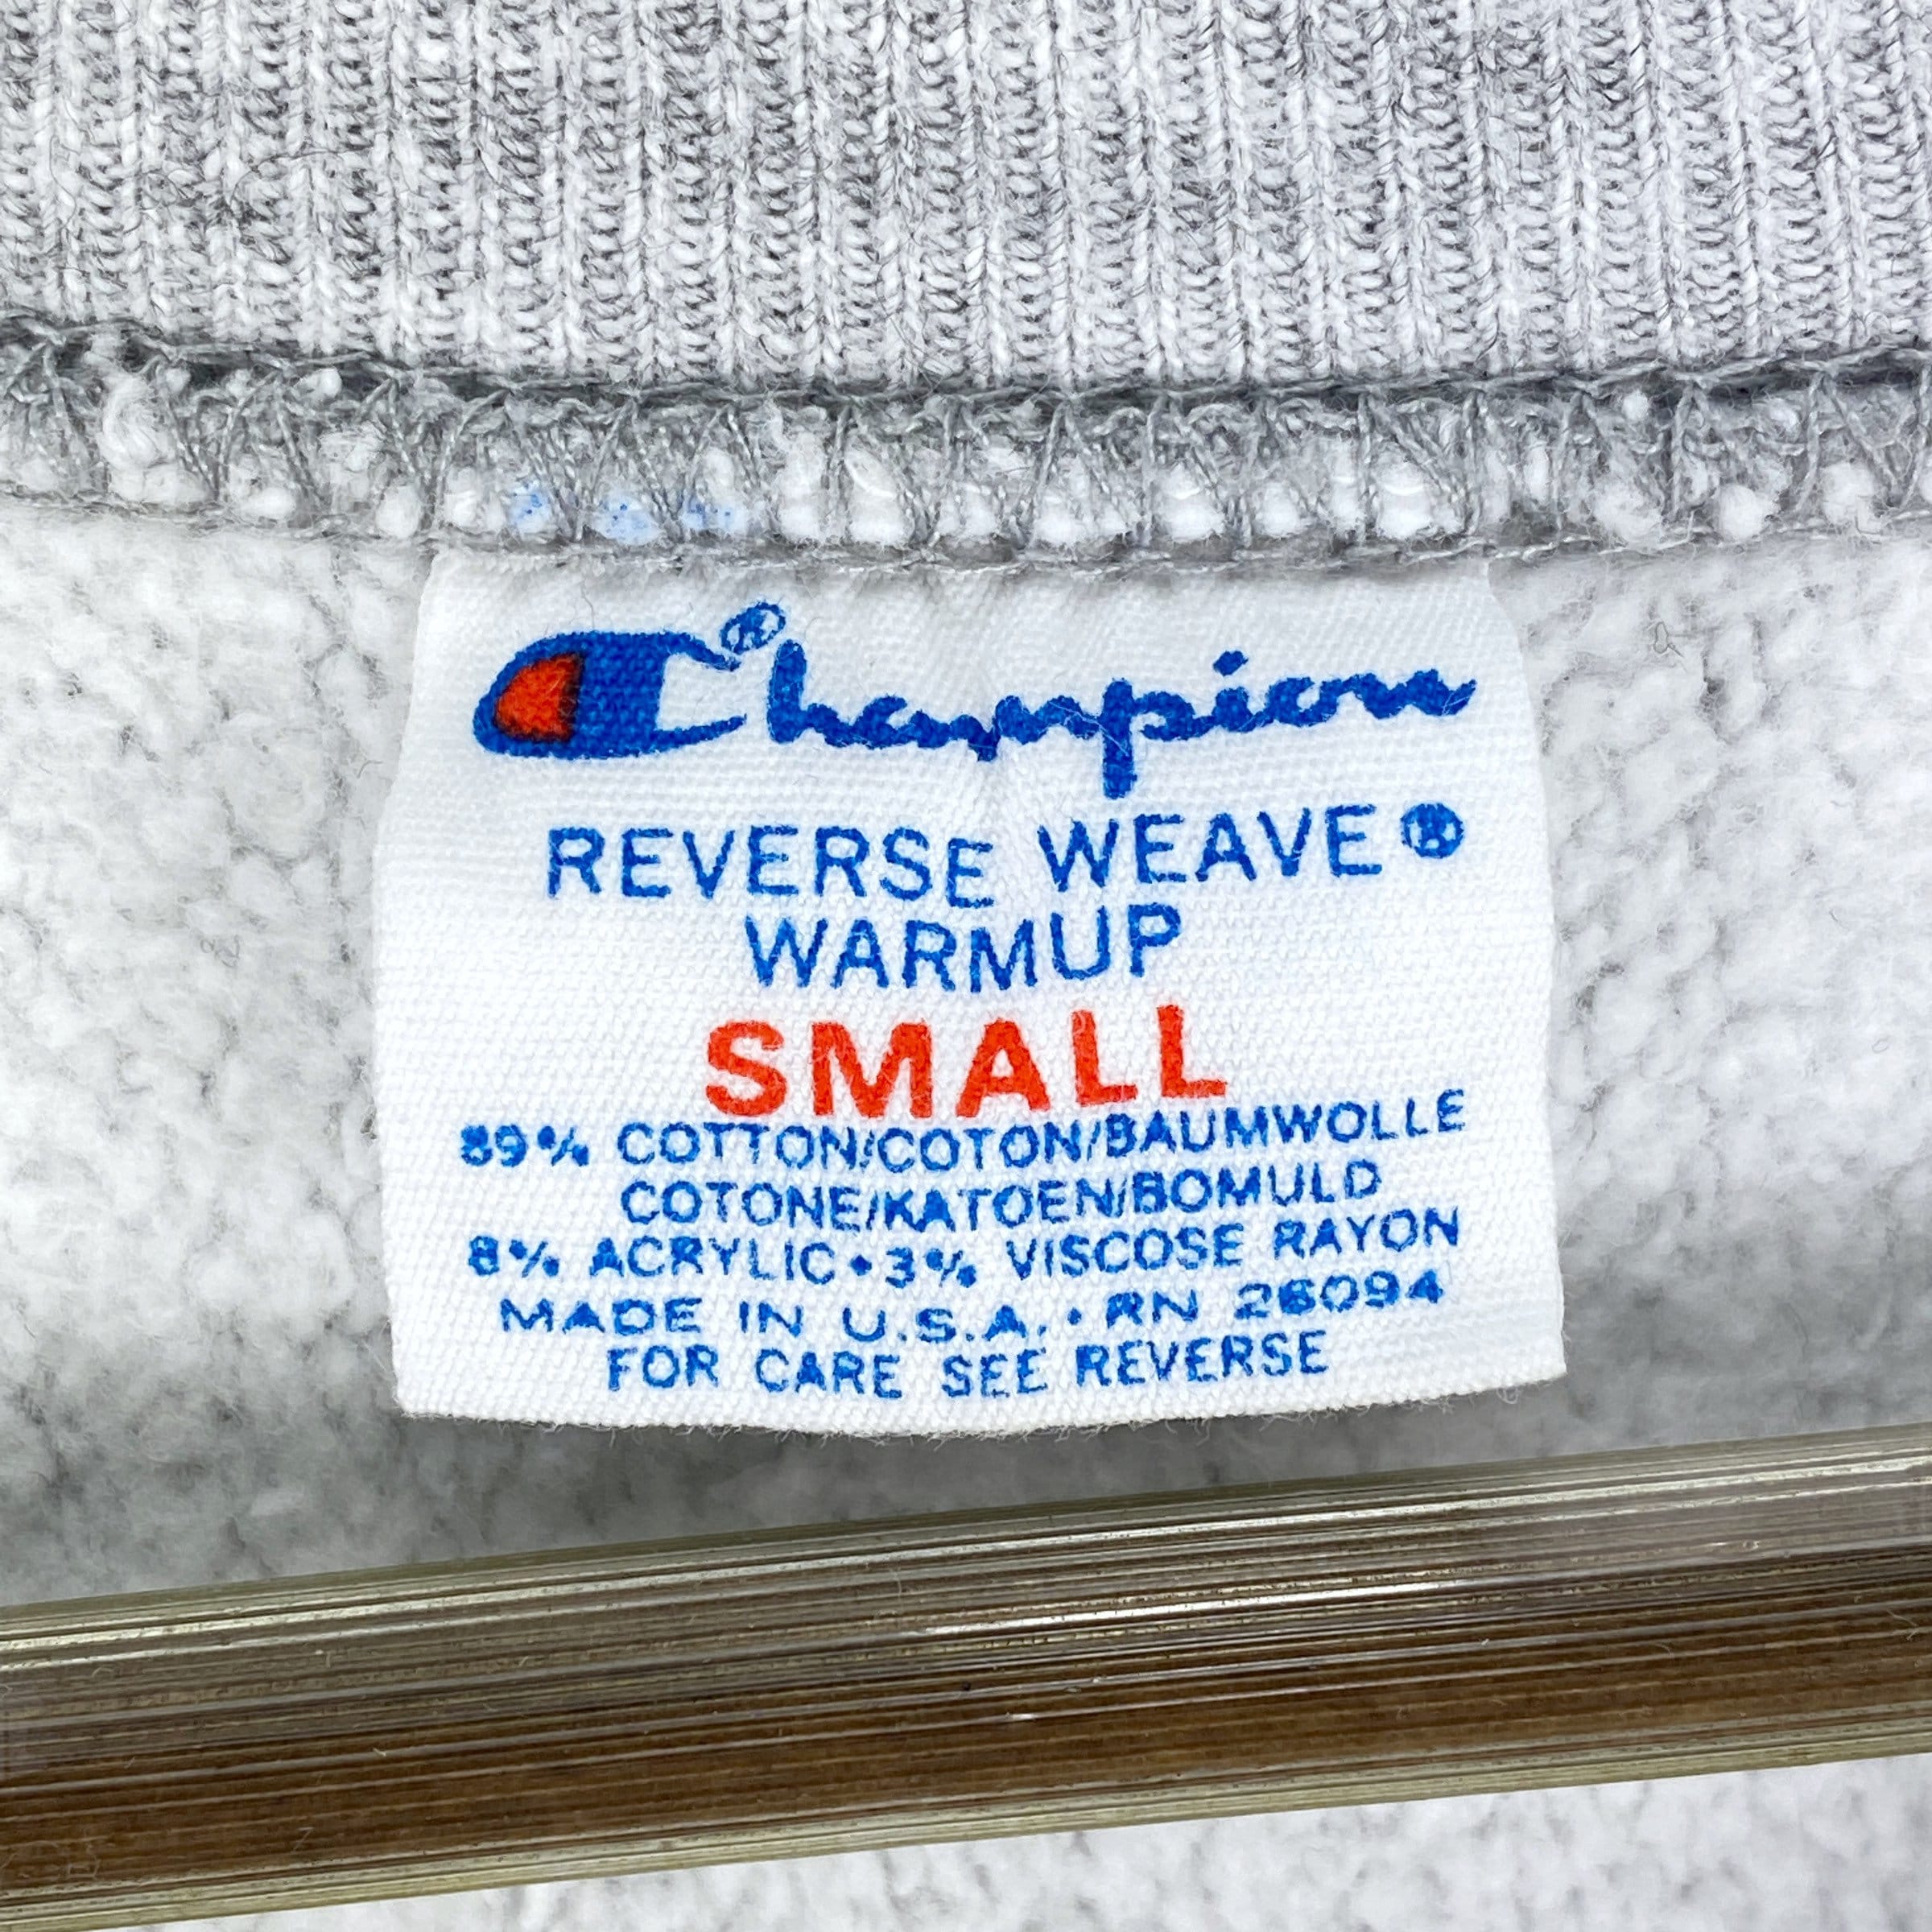 Champion®
REVERSE WEAVE®
WARMUP
SMALL
89% COTTON/COTON/BAUMWOLLE
COTONE/KATOEN/BOMULD
8% ACRYLIC•3% VISCOSE RAYON
MADE IN U.S.A.•RN 26094
FOR CARE SEE REVERSE